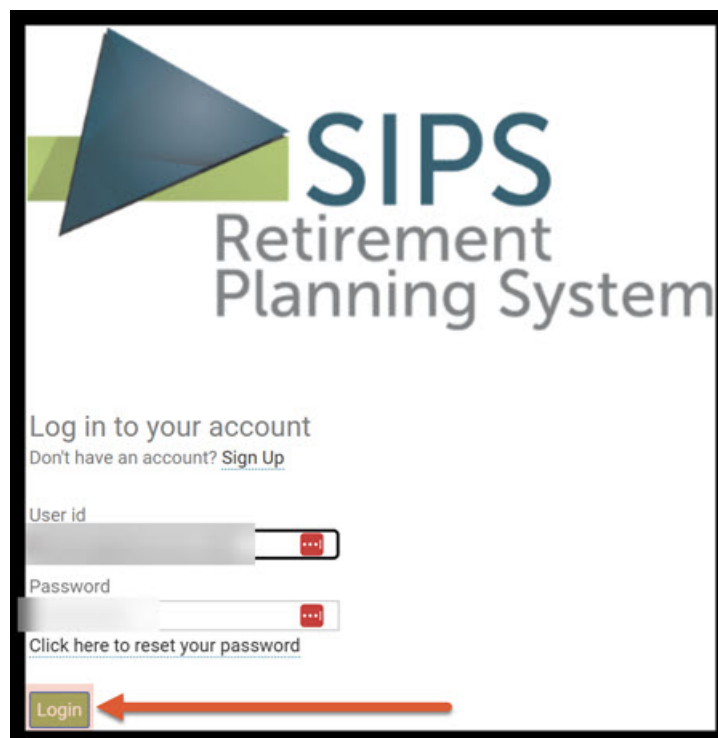 SIPS
Retirement
Planning System
Log in to your account
Don't have an account? Sign Up
User id
Password
Click here to reset your password
Login